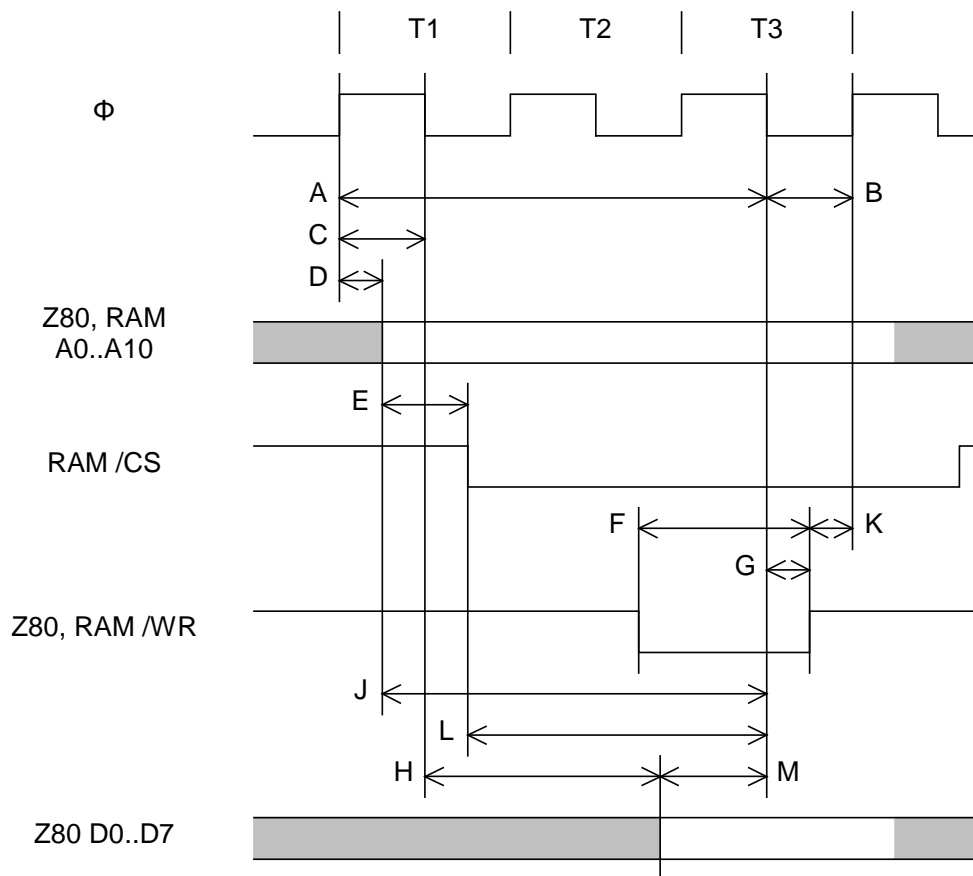 T1 T2 T3
Φ
A B
C
D
Z80, RAM
A0..A10
E
RAM /CS
F K
G
Z80, RAM /WR
J
L
H M
Z80 D0..D7